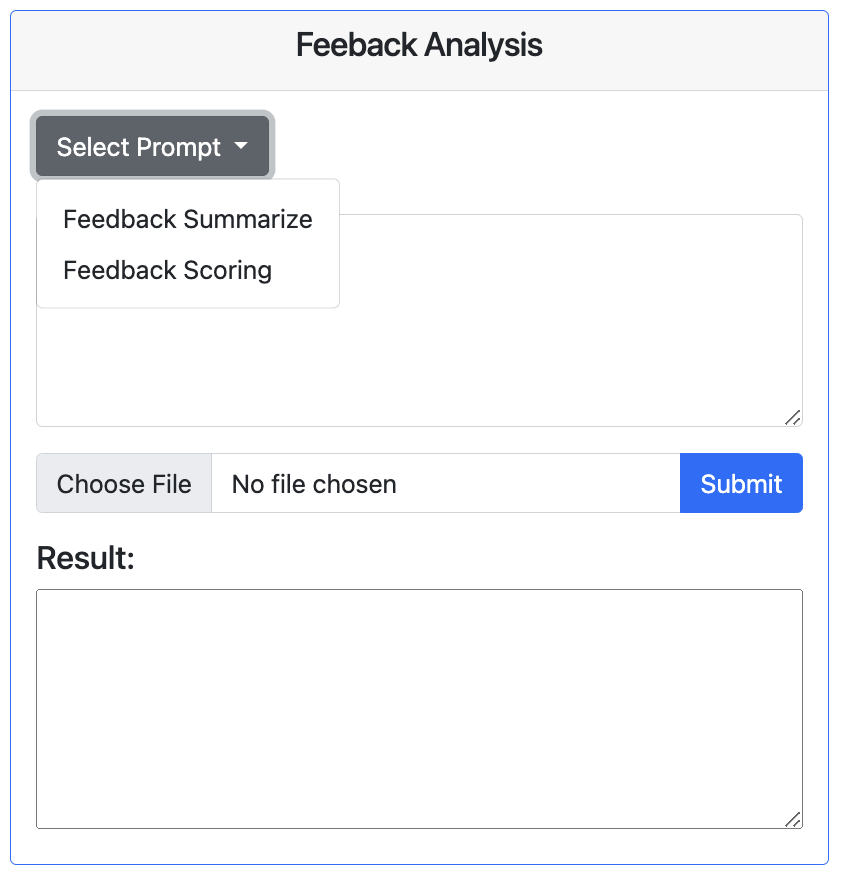 Feeback Analysis
Select Prompt
Feedback Summarize
Feedback Scoring
Choose File No file chosen Submit
Result: